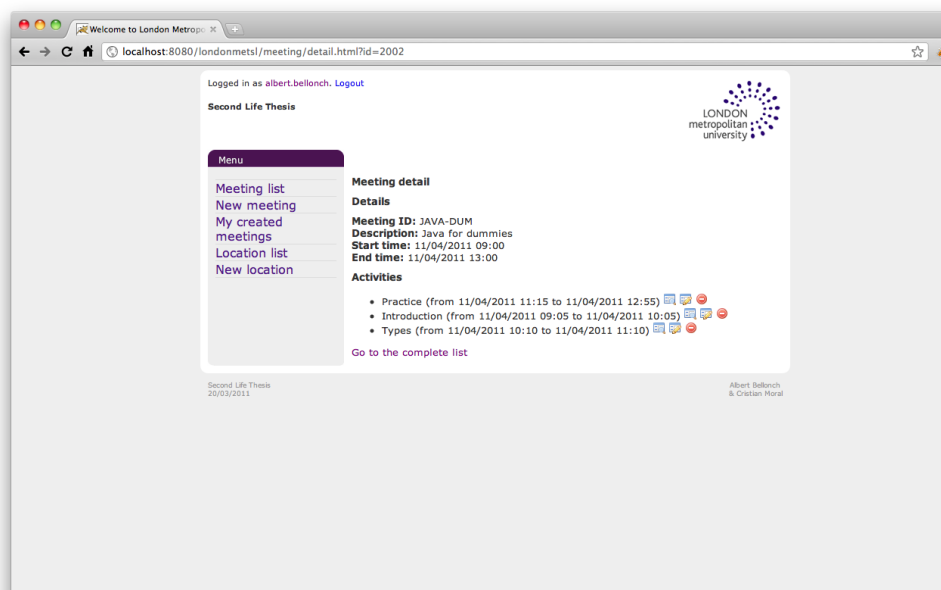 Welcome to London Metropo
localhost:8080/londonmetsl/meeting/detail.html?id=2002
Logged in as albert.bellonch. Logout
Second Life Thesis
LONDON
metropolitan
university
Menu
Meeting list
New meeting
My created
meetings
Location list
New location
Meeting detail
Details
Meeting ID: JAVA-DUM
Description: Java for dummies
Start time: 11/04/2011 09:00
End time: 11/04/2011 13:00
Activities
• Practice (from 11/04/2011 11:15 to 11/04/2011 12:55)
• Introduction (from 11/04/2011 09:05 to 11/04/2011 10:05)
• Types (from 11/04/2011 10:10 to 11/04/2011 11:10)
Go to the complete list
Second Life Thesis
20/03/2011
Albert Bellonch
& Cristian Moral